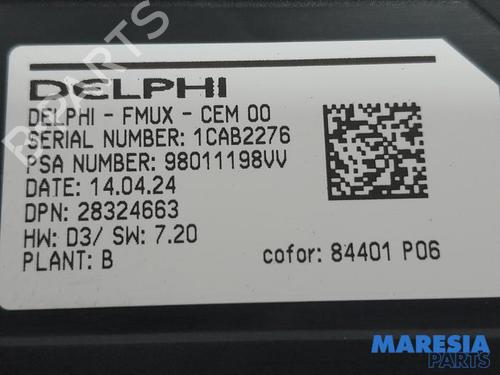 B-PARTS
DELPHI
DELPHI - FMUX - CEM 00
SERIAL NUMBER: 1CAB2276
PSA NUMBER: 98011198VV
DATE: 14.04.24
DPN: 28324663
HW: D3/ SW: 7.20
PLANT: B
cofor: 84401 P06
MARESIA
PARTS